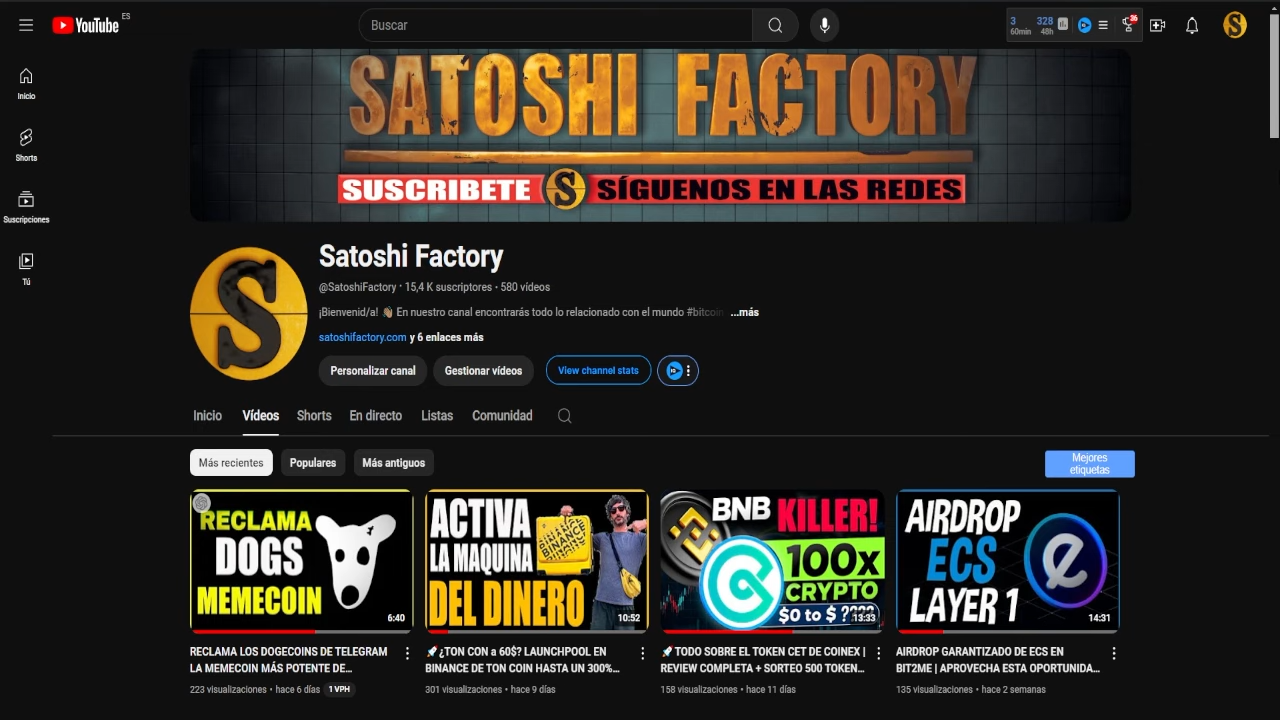 YouTube ES
Buscar
3 328
60min 48h
36
Inicio
Shorts
Suscripciones
Tú
SATOSHI FACTORY
SUSCRIBETE S SÍGUENOS EN LAS REDES
Satoshi Factory
@SatoshiFactory · 15,4 K suscriptores · 580 vídeos
¡Bienvenid/a! 👋🏽 En nuestro canal encontrarás todo lo relacionado con el mundo #bitcoin ...más
satoshifactory.com y 6 enlaces más
Personalizar canal Gestionar vídeos View channel stats
Inicio Vídeos Shorts En directo Listas Comunidad
Más recientes Populares Más antiguos
Mejores
etiquetas
RECLAMA
DOGS
MEMECOIN
6:40
ACTIVA
LA MAQUINA
DEL DINERO
BINANCE
10:52
BNB KILLER!
100x
CRYPTO
$0 to $ ????
13:33
AIRDROP
ECS
LAYER 1
14:31
RECLAMA LOS DOGECOINS DE TELEGRAM
LA MEMECOIN MÁS POTENTE DE...
223 visualizaciones · hace 6 días 1 VPH
🚀¿TON CON a 60$? LAUNCHPOOL EN
BINANCE DE TON COIN HASTA UN 300%...
301 visualizaciones · hace 9 días
🚀TODO SOBRE EL TOKEN CET DE COINEX |
REVIEW COMPLETA + SORTEO 500 TOKEN...
158 visualizaciones · hace 11 días
AIRDROP GARANTIZADO DE ECS EN
BIT2ME | APROVECHA ESTA OPORTUNIDA...
135 visualizaciones · hace 2 semanas